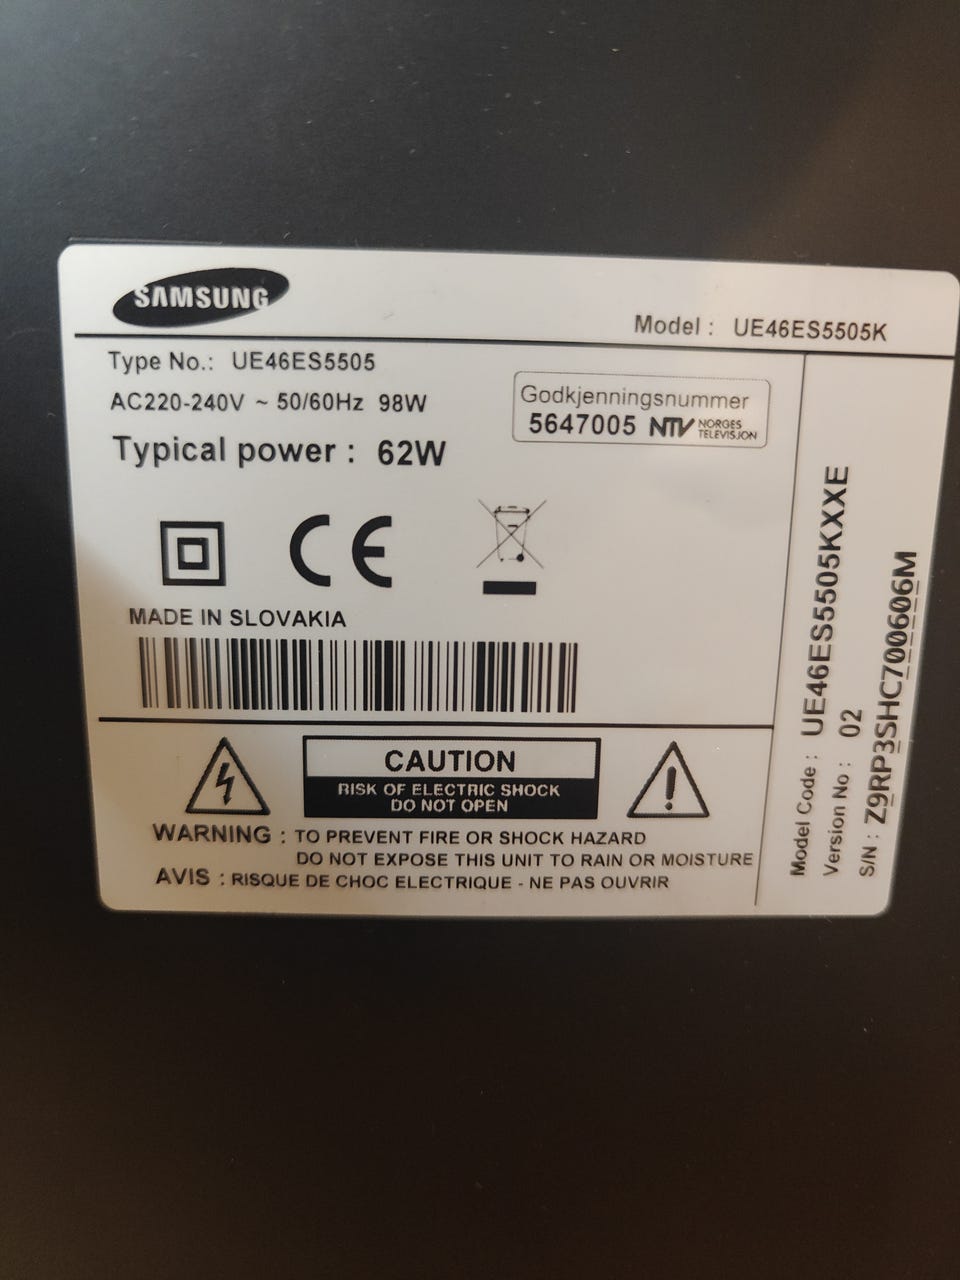 SAMSUNG
Model : UE46ES5505K
Type No.: UE46ES5505
AC220-240V ~ 50/60Hz 98W
Typical power : 62W
Godkjenningsnummer
5647005 NTV NORGES TELEVISJON
CE
MADE IN SLOVAKIA
CAUTION
RISK OF ELECTRIC SHOCK
DO NOT OPEN
WARNING : TO PREVENT FIRE OR SHOCK HAZARD
DO NOT EXPOSE THIS UNIT TO RAIN OR MOISTURE
AVIS : RISQUE DE CHOC ELECTRIQUE - NE PAS OUVRIR
Model Code : UE46ES5505KXXE
Version No : 02
S/N : Z9RP3SHC700606M